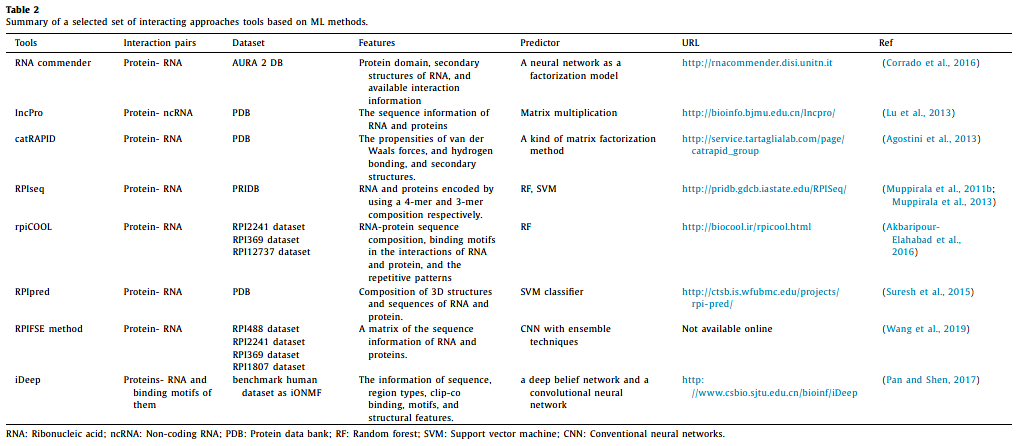 Table 2
Summary of a selected set of interacting approaches tools based on ML methods.
Tools Interaction pairs Dataset Features Predictor URL Ref
RNA commender Protein- RNA AURA 2 DB Protein domain, secondary A neural network as a http://rnacommender.disi.unitn.it (Corrado et al., 2016)
structures of RNA, and factorization model
available interaction
information
lncPro Protein- ncRNA PDB The sequence information of Matrix multiplication http://bioinfo.bjmu.edu.cn/lncpro/ (Lu et al., 2013)
RNA and proteins
catRAPID Protein- RNA PDB The propensities of van der A kind of matrix factorization http://service.tartaglialab.com/page/ (Agostini et al., 2013)
Waals forces, and hydrogen method catrapid_group
bonding, and secondary
structures.
RPIseq Protein- RNA PRIDB RNA and proteins encoded by RF, SVM http://pridb.gdcb.iastate.edu/RPISeq/ (Muppirala et al., 2011b;
using a 4-mer and 3-mer Muppirala et al., 2013)
composition respectively.
rpiCOOL Protein- RNA RPI2241 dataset RNA-protein sequence RF http://biocool.ir/rpicool.html (Akbaripour-
RPI369 dataset composition, binding motifs Elahabad et al.,
RPI12737 dataset in the interactions of RNA 2016)
and protein, and the
repetitive patterns
RPIpred Protein- RNA PDB Composition of 3D structures SVM classifier http://ctsb.is.wfubmc.edu/projects/ (Suresh et al., 2015)
and sequences of RNA and rpi-pred/
protein.
RPIFSE method Protein- RNA RPI488 dataset A matrix of the sequence CNN with ensemble Not available online (Wang et al., 2019)
RPI2241 dataset information of RNA and techniques
RPI369 dataset proteins.
RPI1807 dataset
iDeep Proteins- RNA and benchmark human The information of sequence, a deep belief network and a http: (Pan and Shen, 2017)
binding motifs of dataset as iONMF region types, clip-co convolutional neural //www.csbio.sjtu.edu.cn/bioinf/iDeep
them binding, motifs, and network
structural features.
RNA: Ribonucleic acid; ncRNA: Non-coding RNA; PDB: Protein data bank; RF: Random forest; SVM: Support vector machine; CNN: Conventional neural networks.